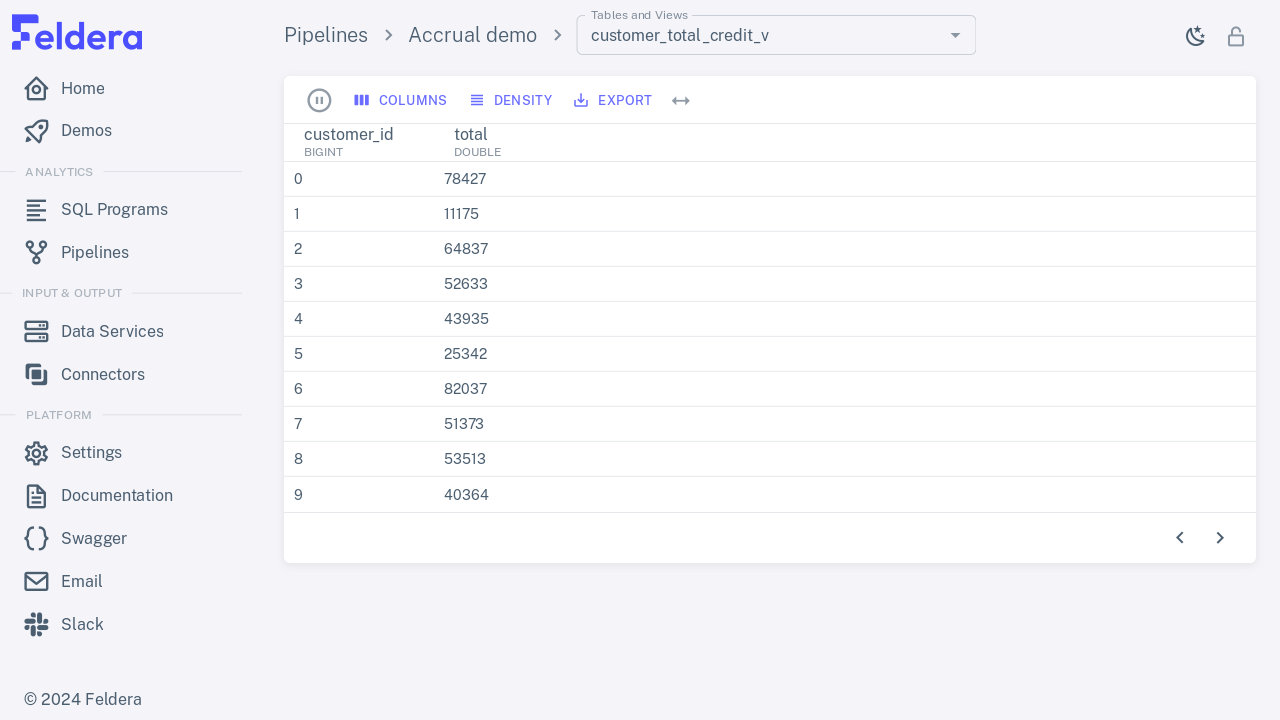 Feldera
Home
Demos
ANALYTICS
SQL Programs
Pipelines
INPUT & OUTPUT
Data Services
Connectors
PLATFORM
Settings
Documentation
Swagger
Email
Slack
© 2024 Feldera
Pipelines > Accrual demo >
Tables and Views
customer_total_credit_v
COLUMNS DENSITY EXPORT
customer_id total
BIGINT DOUBLE
0 78427
1 11175
2 64837
3 52633
4 43935
5 25342
6 82037
7 51373
8 53513
9 40364